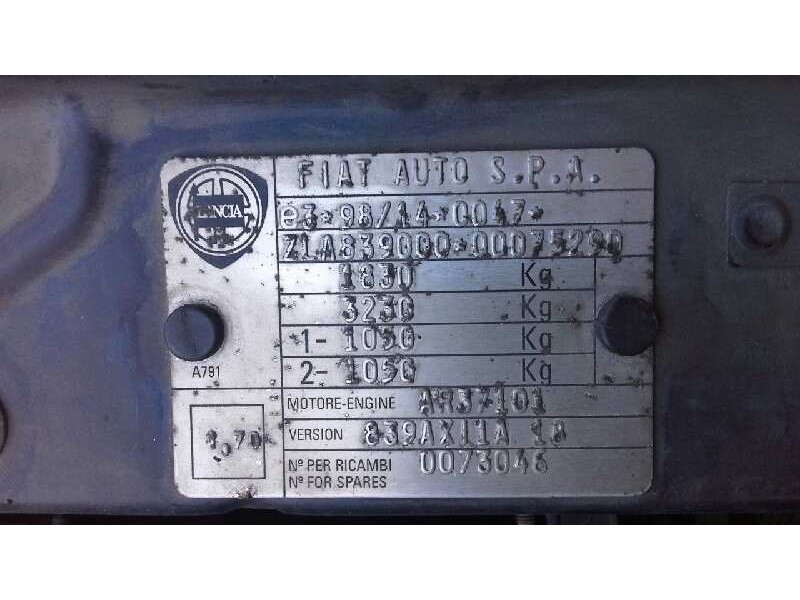 FIAT AUTO S.P.A.
LANCIA
e3*98/14*0047*
ZLA839000*00075290
1830 Kg
3230 Kg
1- 1050 Kg
2- 1050 Kg
A791
MOTORE-ENGINE AR37101
1.70
VERSION 839AXI1A 18
Nº PER RICAMBI 0073046
Nº FOR SPARES